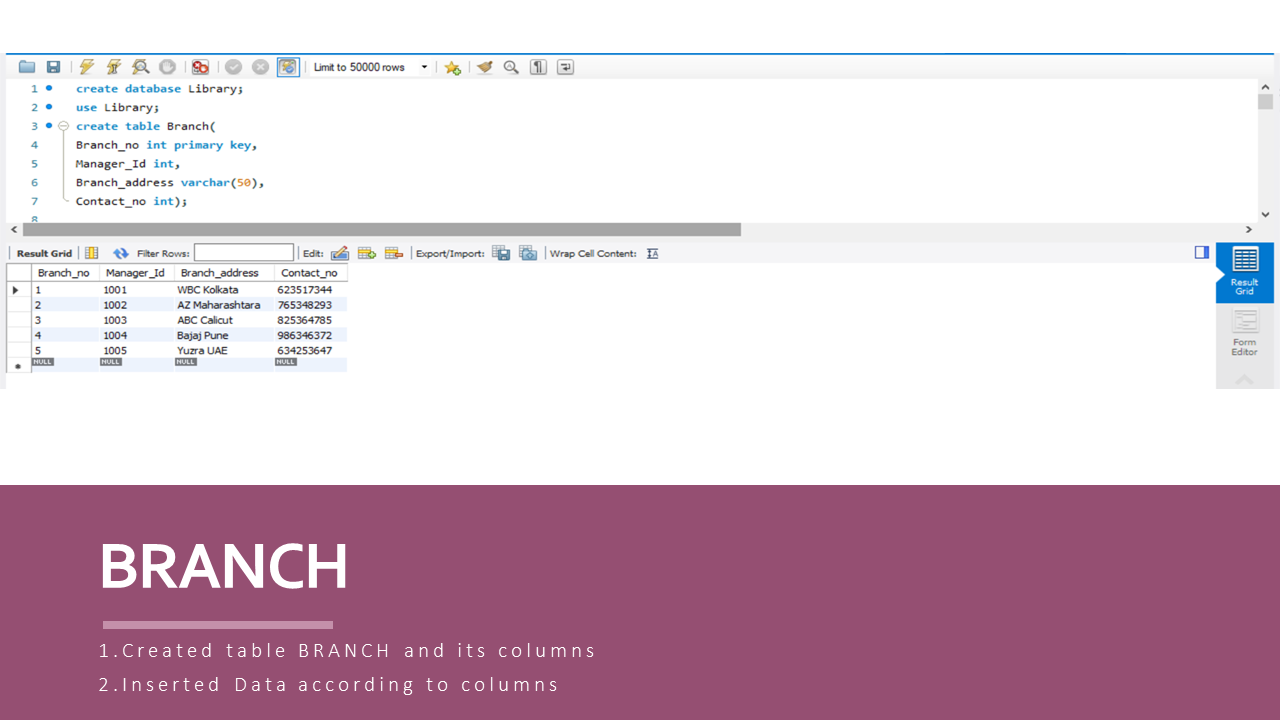 Limit to 50000 rows
1 create database Library;
2 use Library;
3 create table Branch(
4 Branch_no int primary key,
5 Manager_Id int,
6 Branch_address varchar(50),
7 Contact_no int);
8
Result Grid Filter Rows: Edit: Export/Import: Wrap Cell Content: IA
Branch_no Manager_Id Branch_address Contact_no
1 1001 WBC Kolkata 623517344
2 1002 AZ Maharashtara 765348293
3 1003 ABC Calicut 825364785
4 1004 Bajaj Pune 986346372
5 1005 Yuzra UAE 634253647
NULL NULL NULL NULL
Result
Grid
Form
Editor
BRANCH
1.Created table BRANCH and its columns
2.Inserted Data according to columns